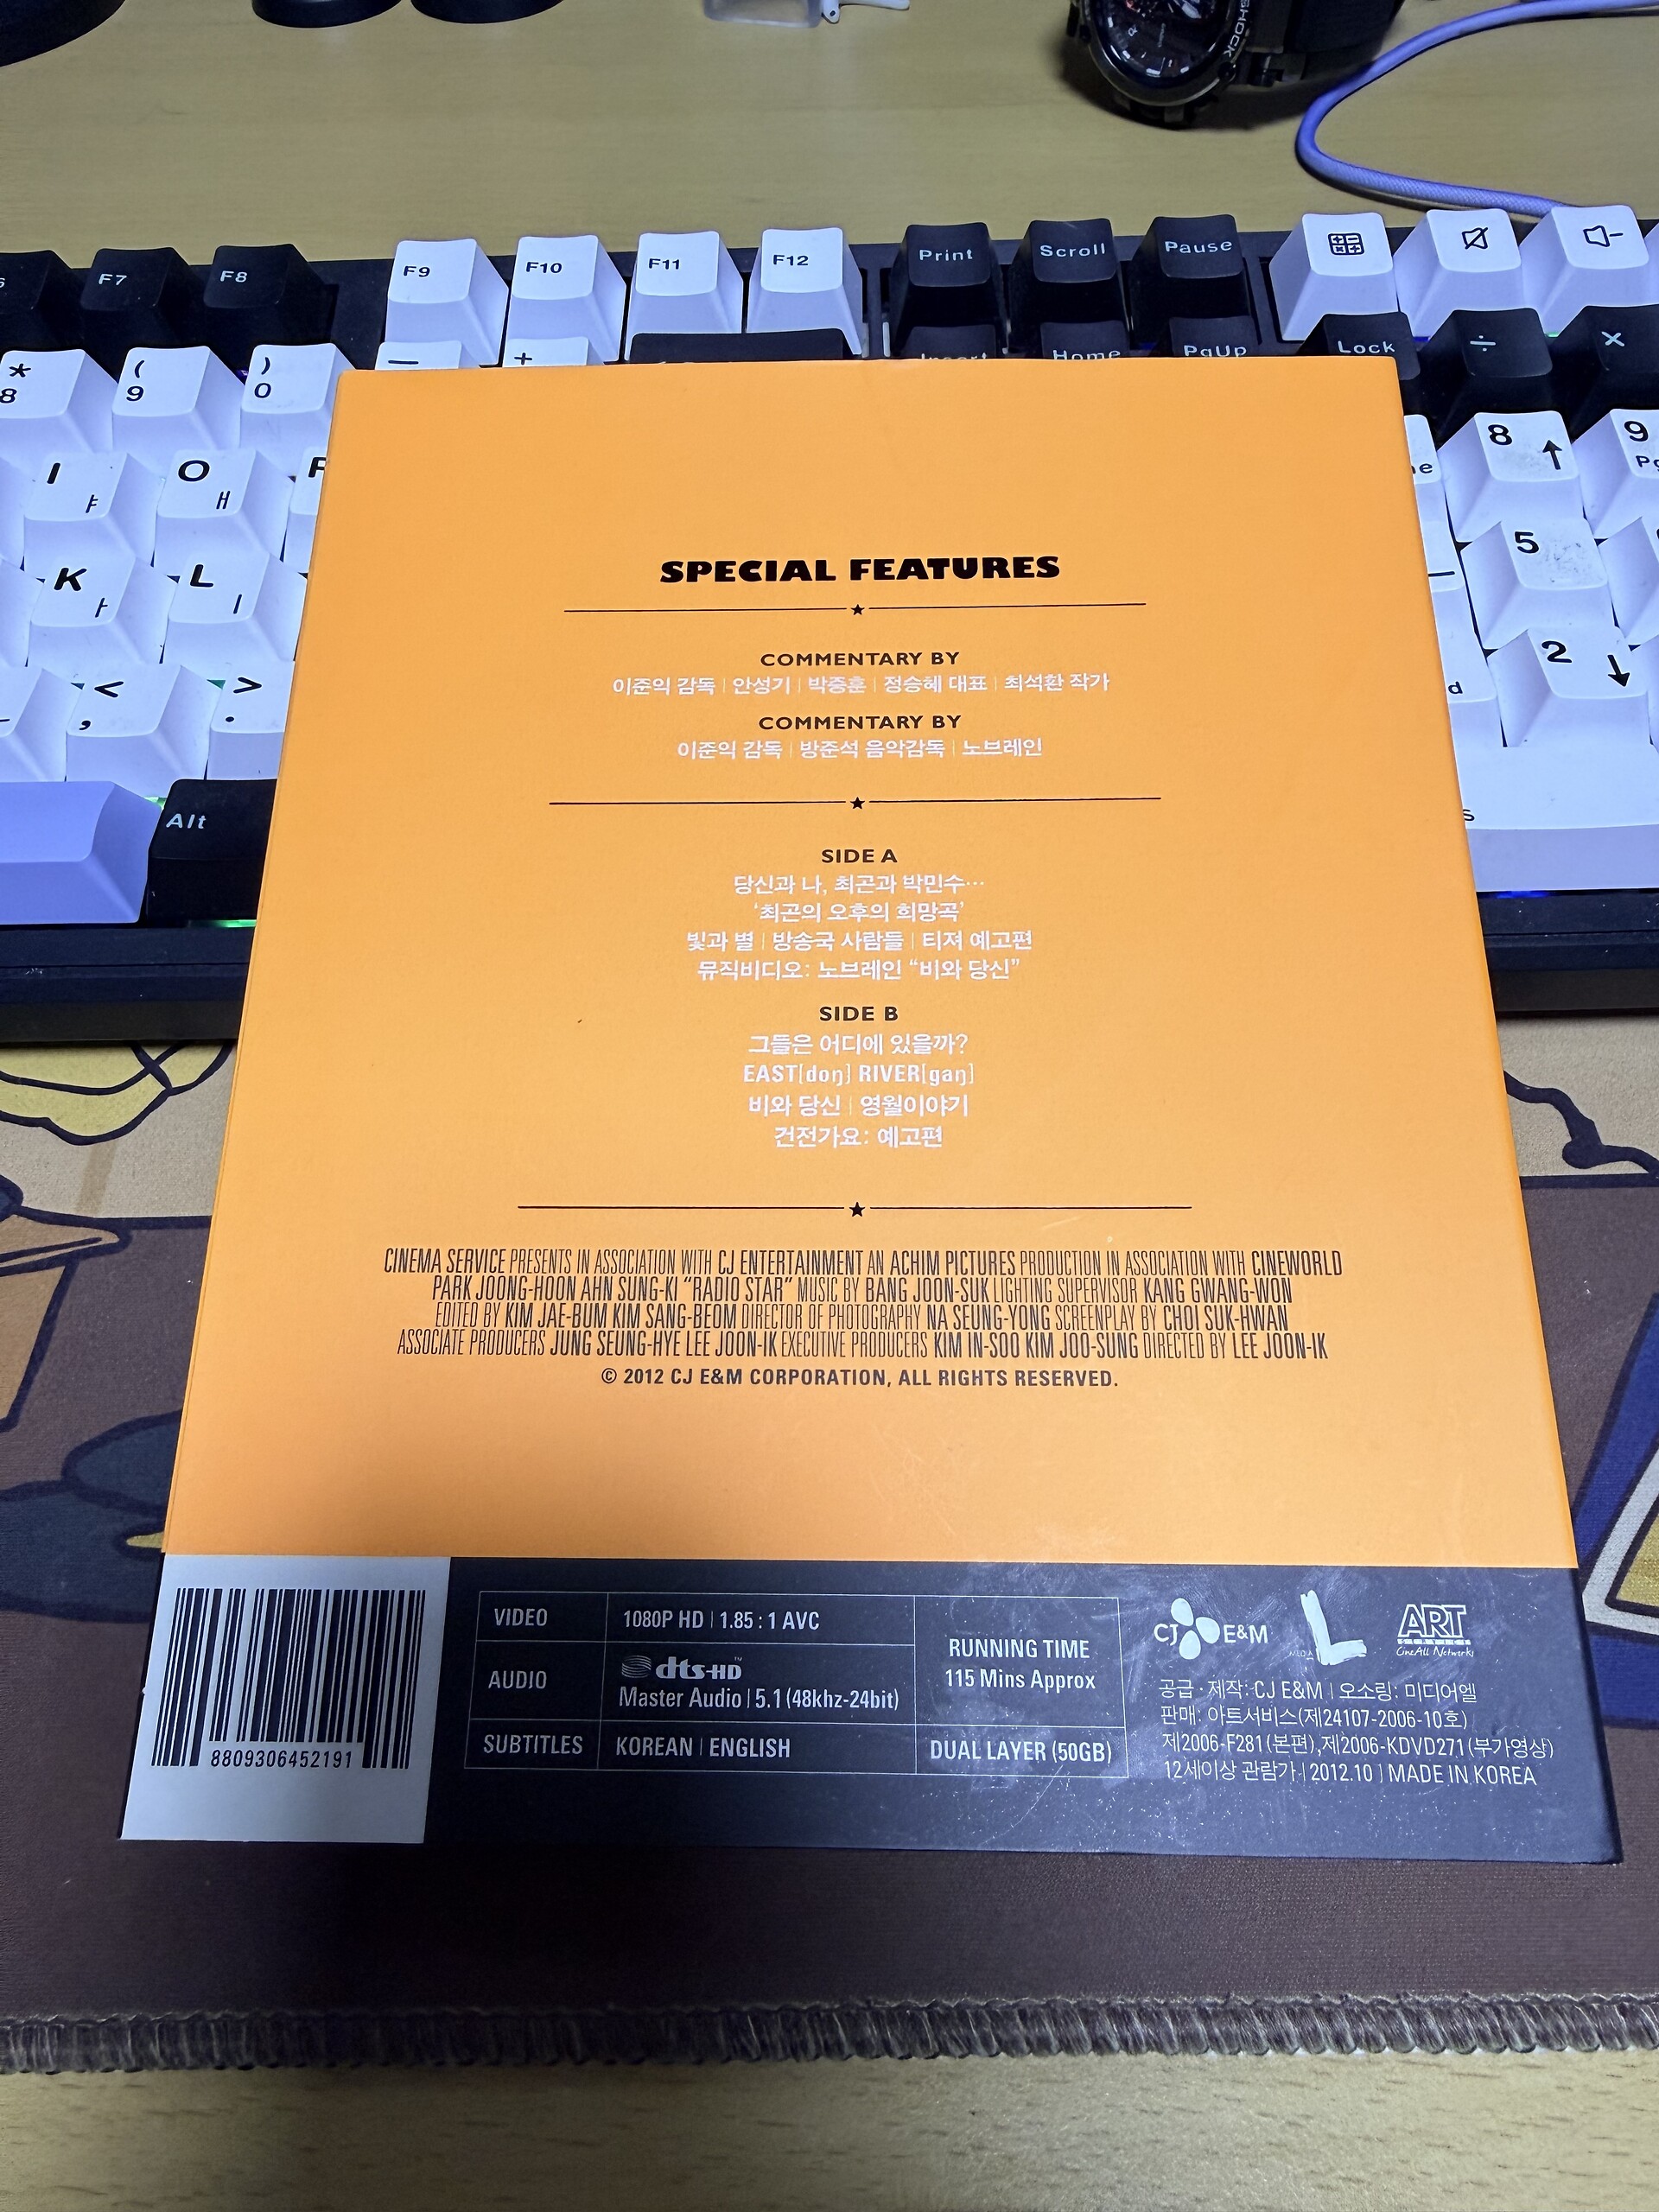 SHOCK
F7 F8 F9 F10 F11 F12 Print Scroll Pause
* ( ) — + Home PgUp Lock ÷ ×
8 9 0
I ㅑ O ㅐ 8 ↑ 9
K ㅏ L ㅣ 5
< > 2 ↓
, .
Alt
SPECIAL FEATURES
COMMENTARY BY
이준익 감독 | 안성기 | 박중훈 | 정승혜 대표 | 최석환 작가
COMMENTARY BY
이준익 감독 | 방준석 음악감독 | 노브레인
SIDE A
당신과 나, 최곤과 박민수…
‘최곤의 오후의 희망곡’
빛과 별 | 방송국 사람들 | 티져 예고편
뮤직비디오: 노브레인 “비와 당신”
SIDE B
그들은 어디에 있을까?
EAST[doŋ] RIVER[gaŋ]
비와 당신 | 영월이야기
건전가요: 예고편
CINEMA SERVICE PRESENTS IN ASSOCIATION WITH CJ ENTERTAINMENT AN ACHIM PICTURES PRODUCTION IN ASSOCIATION WITH CINEWORLD
PARK JOONG-HOON AHN SUNG-KI “RADIO STAR” MUSIC BY BANG JOON-SUK LIGHTING SUPERVISOR KANG GWANG-WON
EDITED BY KIM JAE-BUM KIM SANG-BEOM DIRECTOR OF PHOTOGRAPHY NA SEUNG-YONG SCREENPLAY BY CHOI SUK-HWAN
ASSOCIATE PRODUCERS JUNG SEUNG-HYE LEE JOON-IK EXECUTIVE PRODUCERS KIM IN-SOO KIM JOO-SUNG DIRECTED BY LEE JOON-IK
© 2012 CJ E&M CORPORATION, ALL RIGHTS RESERVED.
8809306452191
VIDEO 1080P HD | 1.85 : 1 AVC
AUDIO dts-HD™
Master Audio | 5.1 (48khz-24bit)
SUBTITLES KOREAN | ENGLISH
RUNNING TIME
115 Mins Approx
DUAL LAYER (50GB)
CJ E&M MEDIA L ART
SERVICE
CineAll Network
공급 · 제작: CJ E&M | 오소링: 미디어엘
판매: 아트서비스(제24107-2006-10호)
제2006-F281(본편),제2006-KDVD271(부가영상)
12세이상 관람가 | 2012.10 | MADE IN KOREA